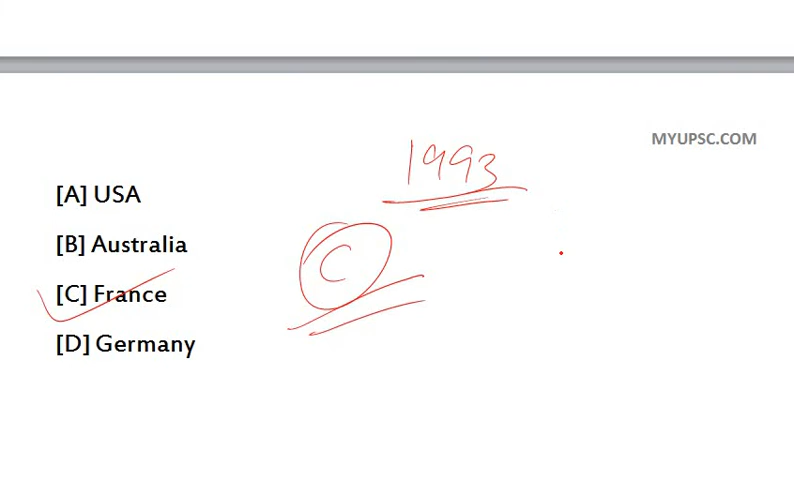 MYUPSC.COM
1993
[A] USA
[B] Australia
C
[C] France
[D] Germany